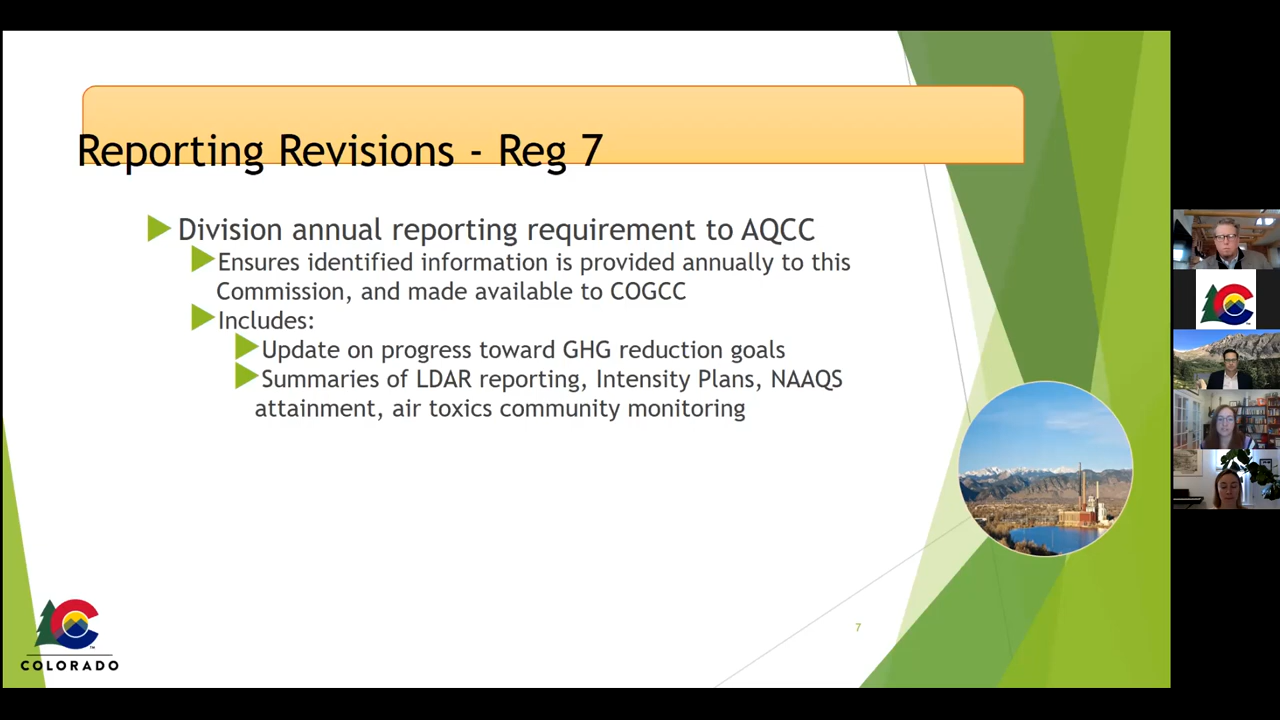 Reporting Revisions - Reg 7
Division annual reporting requirement to AQCC
Ensures identified information is provided annually to this
Commission, and made available to COGCC
Includes:
Update on progress toward GHG reduction goals
Summaries of LDAR reporting, Intensity Plans, NAAQS
attainment, air toxics community monitoring
7
COLORADO